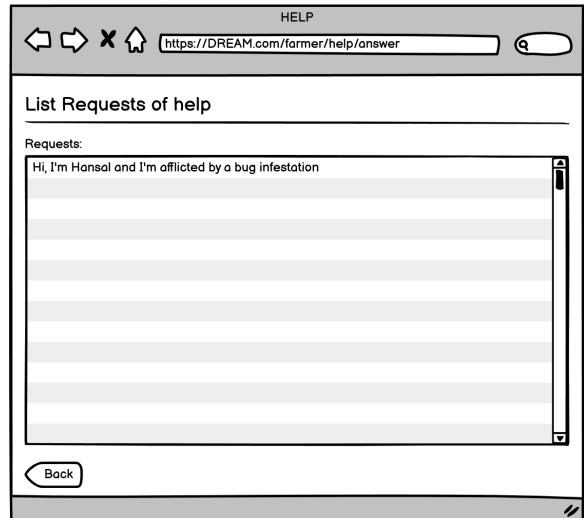 HELP
https://DREAM.com/farmer/help/answer
List Requests of help
Requests:
Hi, I'm Hansal and I'm afflicted by a bug infestation
Back